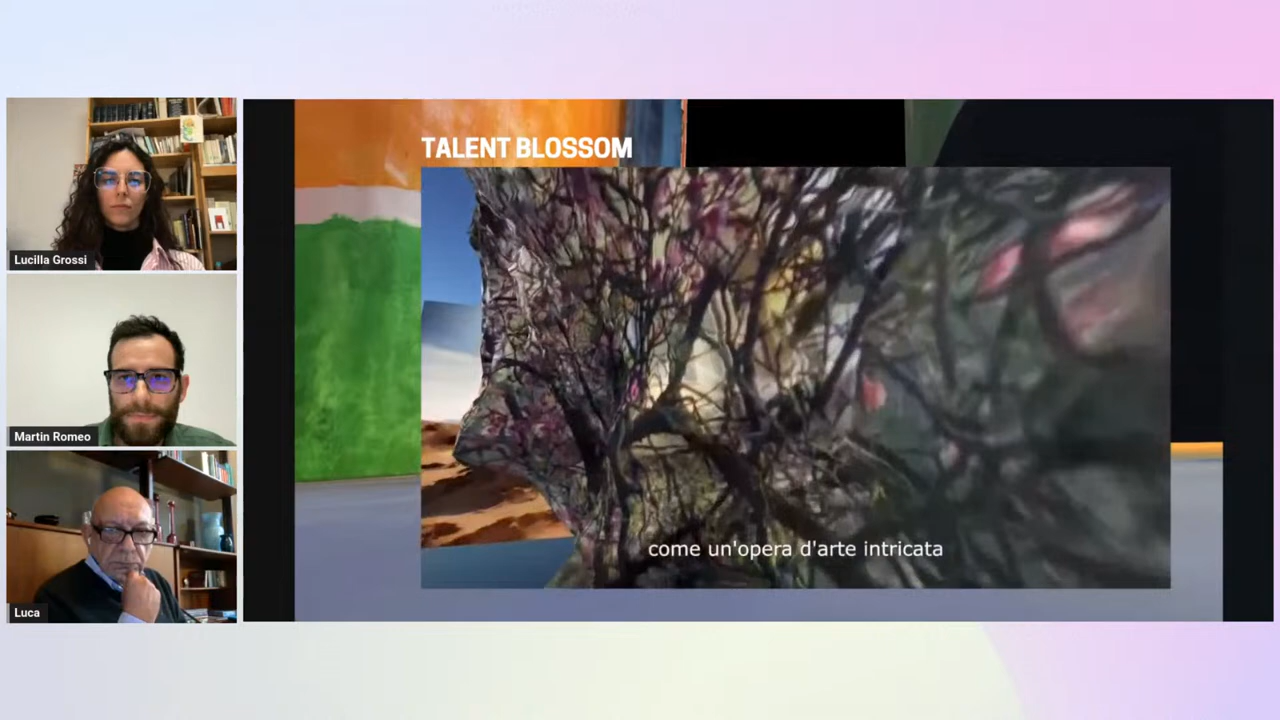 TALENT BLOSSOM
Lucilla Grossi
Martin Romeo
Luca
come un'opera d'arte intricata